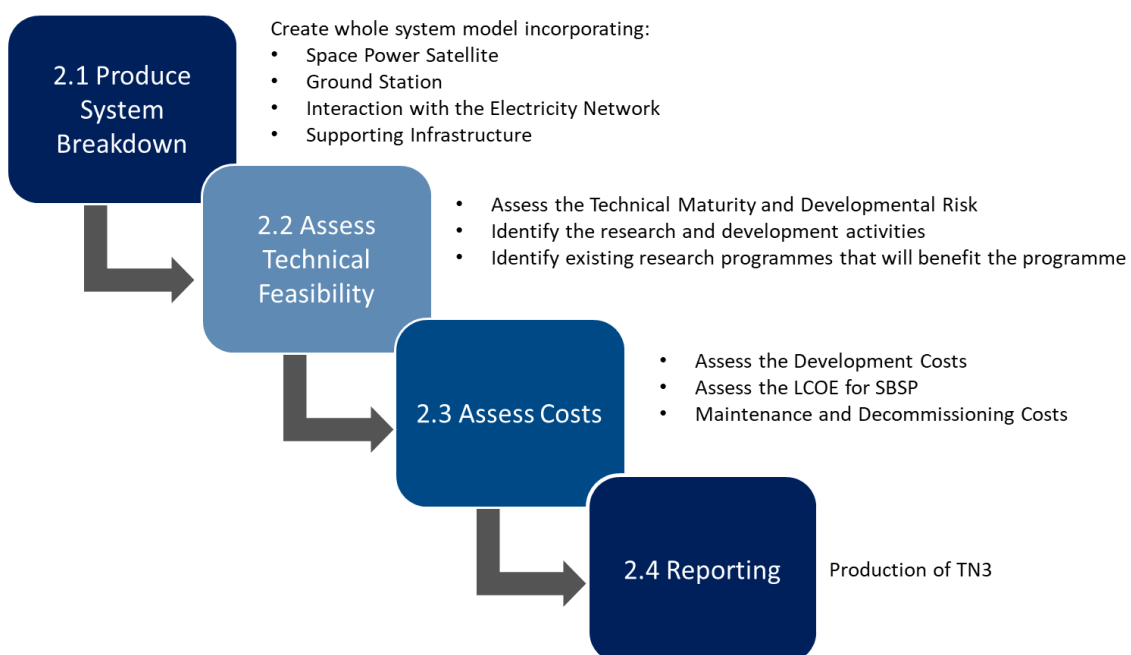 Create whole system model incorporating:
• Space Power Satellite
• Ground Station
• Interaction with the Electricity Network
• Supporting Infrastructure
2.1 Produce
System
Breakdown
2.2 Assess
Technical
Feasibility
• Assess the Technical Maturity and Developmental Risk
• Identify the research and development activities
• Identify existing research programmes that will benefit the programme
2.3 Assess Costs
• Assess the Development Costs
• Assess the LCOE for SBSP
• Maintenance and Decommissioning Costs
2.4 Reporting
Production of TN3